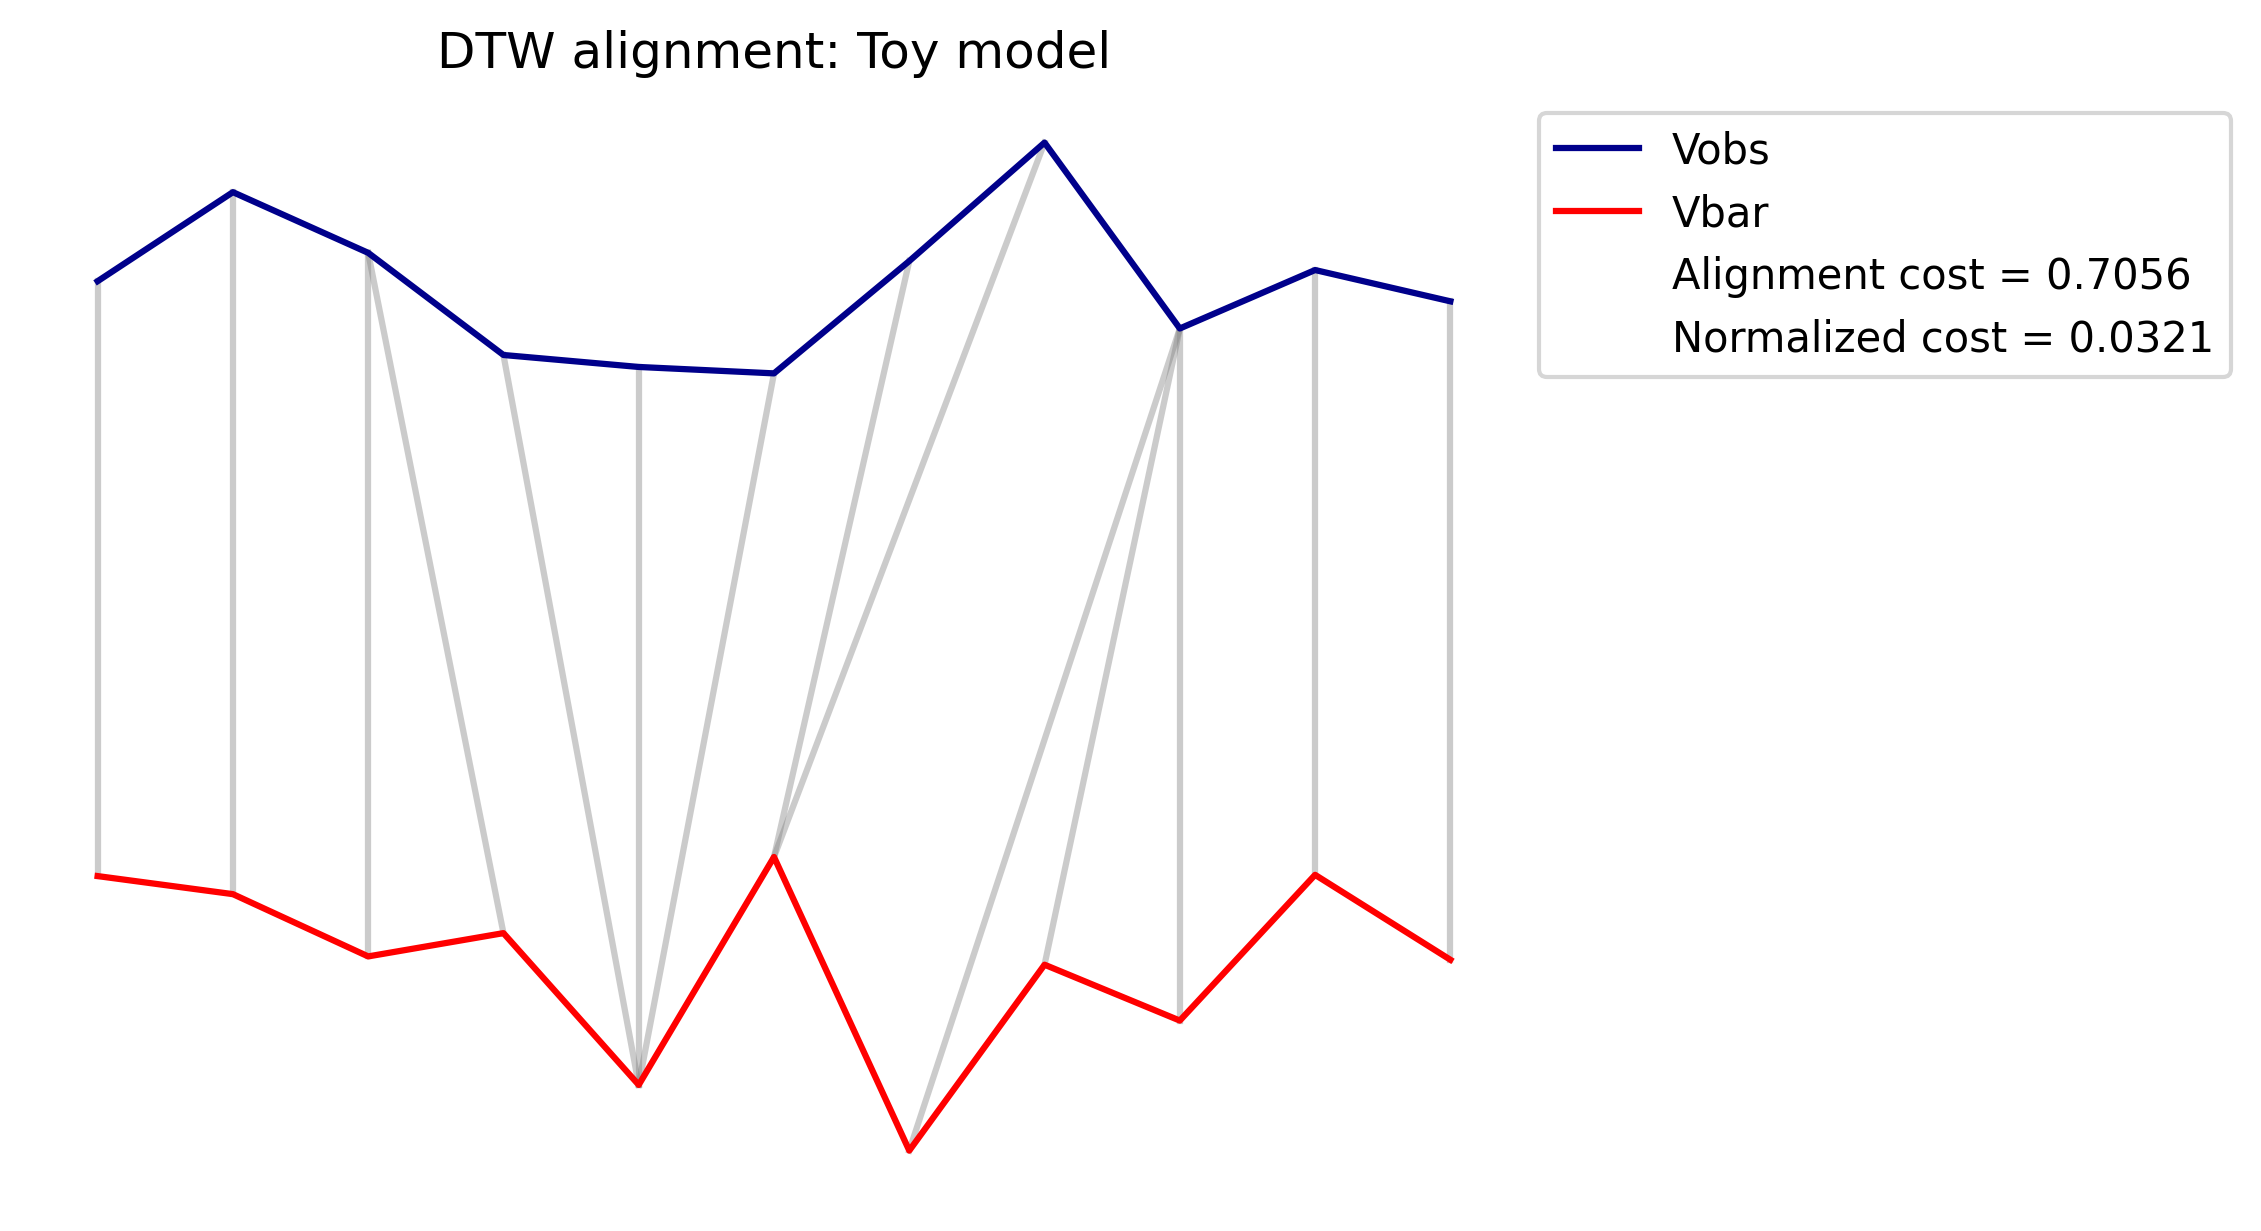 DTW alignment: Toy model
Vobs
Vbar
Alignment cost = 0.7056
Normalized cost = 0.0321